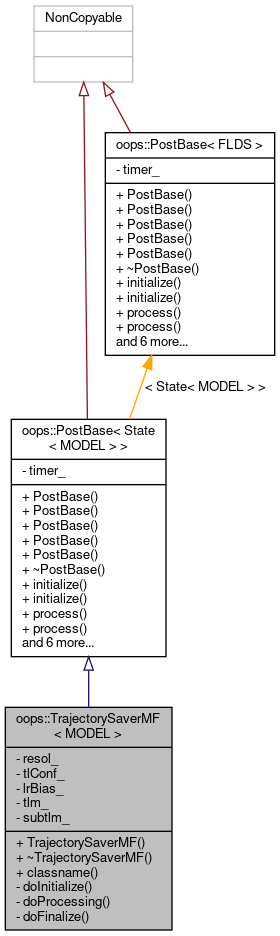 NonCopyable
oops::PostBase< FLDS >
- timer_
+ PostBase()
+ PostBase()
+ PostBase()
+ PostBase()
+ PostBase()
+ ~PostBase()
+ initialize()
+ initialize()
+ process()
+ process()
and 6 more...
< State< MODEL > >
oops::PostBase< State
< MODEL > >
- timer_
+ PostBase()
+ PostBase()
+ PostBase()
+ PostBase()
+ PostBase()
+ ~PostBase()
+ initialize()
+ initialize()
+ process()
+ process()
and 6 more...
oops::TrajectorySaverMF
< MODEL >
- resol_
- tlConf_
- lrBias_
- tlm_
- subtlm_
+ TrajectorySaverMF()
+ ~TrajectorySaverMF()
+ classname()
- doInitialize()
- doProcessing()
- doFinalize()